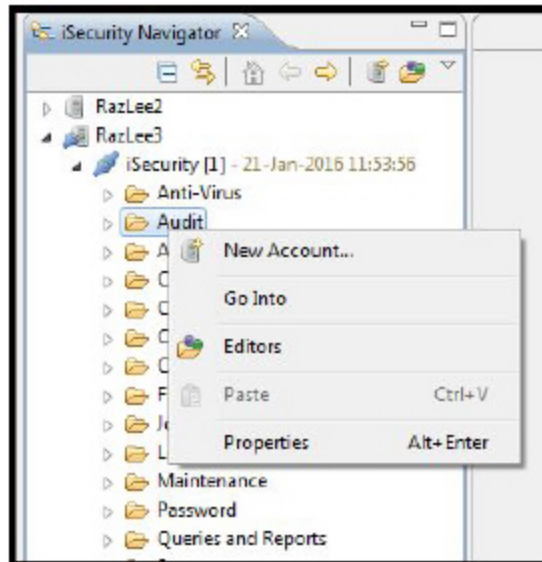 iSecurity Navigator
RazLee2
RazLee3
iSecurity [1] - 21-Jan-2016 11:53:56
Anti-Virus
Audit
A
New Account...
C
Go Into
C
C
Editors
C
F
Paste Ctrl+V
Jo
L
Properties Alt+Enter
Maintenance
Password
Queries and Reports